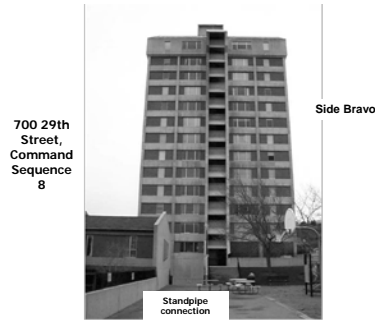 700 29th
Street,
Command
Sequence
8
Side Bravo
Standpipe
connection